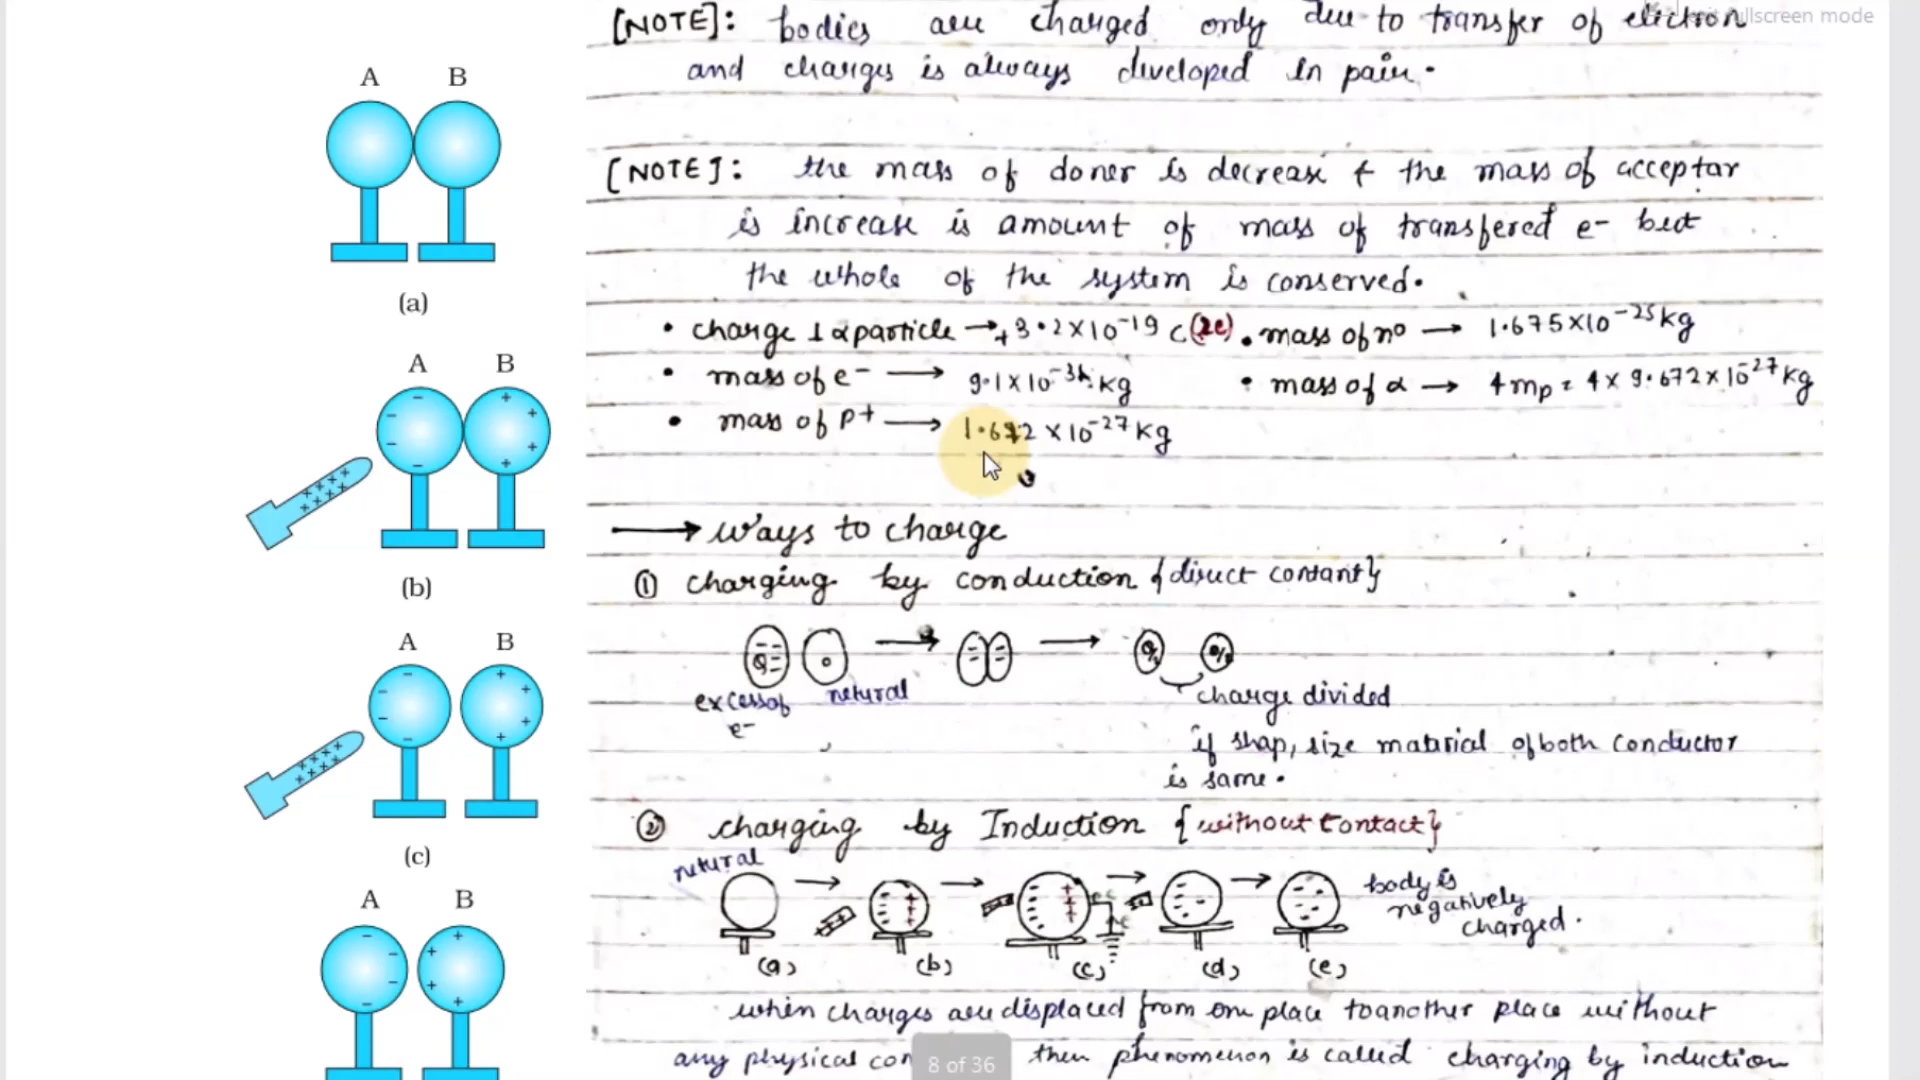 [NOTE]: bodies are charged only due to transfer of electron
fullscreen mode
and charges is always developed in pair.
[NOTE]: the mass of doner is decrease & the mass of acceptar
is increase is amount of mass of transfered e- but
the whole of the system is conserved.
• charge 1 α particle → +3.2×10-19 C (2e) • mass of n0 → 1.675×10-25 kg
• mass of e- → 9.1×10-31 kg • mass of α → 4mp = 4×9.672×10-27 kg
• mass of p+ → 1.672×10-27 kg
→ ways to charge
① charging by conduction {direct contant}
Q
excess of e-
netural
charge divided
if shap, size matirial of both conductor
is same.
② charging by Induction {without contact}
netural
body is
negatively
charged.
(a) (b) (c) (d) (e)
when charges are displaced from one place to another place without
any physical con then phenomenon is called charging by induction
8 of 36
A B
(a)
A B
(b)
A B
(c)
A B